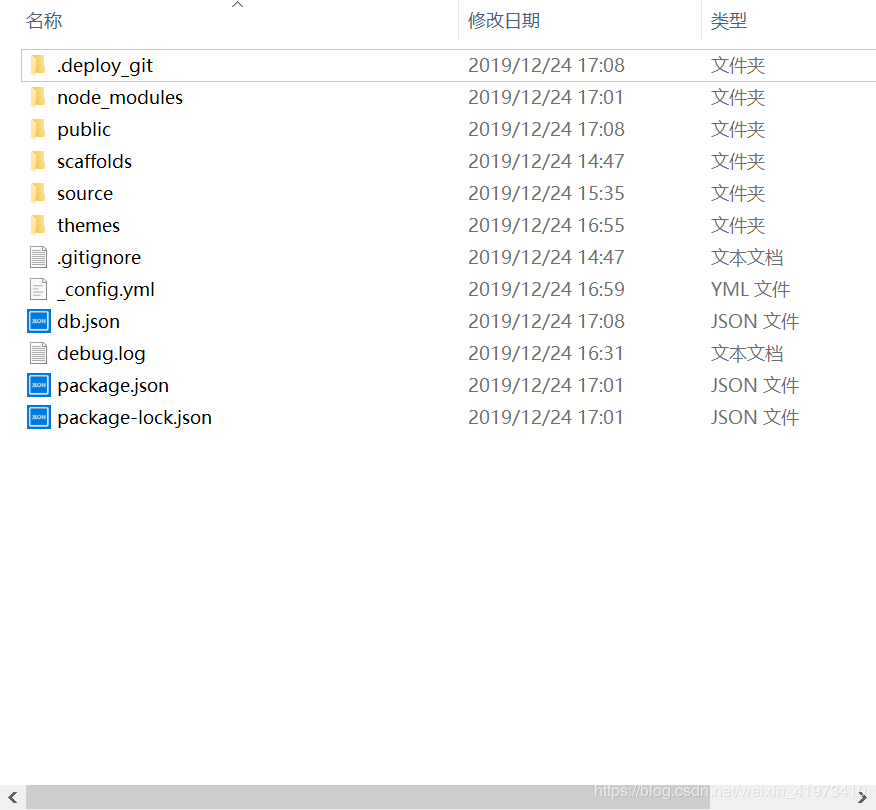 名称 修改日期 类型
.deploy_git 2019/12/24 17:08 文件夹
node_modules 2019/12/24 17:01 文件夹
public 2019/12/24 17:08 文件夹
scaffolds 2019/12/24 14:47 文件夹
source 2019/12/24 15:35 文件夹
themes 2019/12/24 16:55 文件夹
.gitignore 2019/12/24 14:47 文本文档
_config.yml 2019/12/24 16:59 YML 文件
JSON db.json 2019/12/24 17:08 JSON 文件
debug.log 2019/12/24 16:31 文本文档
JSON package.json 2019/12/24 17:01 JSON 文件
JSON package-lock.json 2019/12/24 17:01 JSON 文件